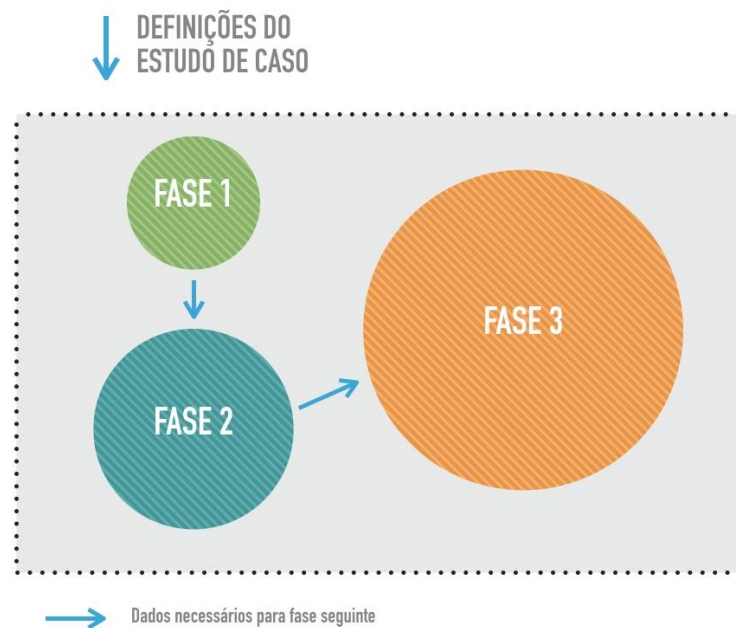 DEFINIÇÕES DO
ESTUDO DE CASO
FASE 1
FASE 2
FASE 3
Dados necessários para fase seguinte